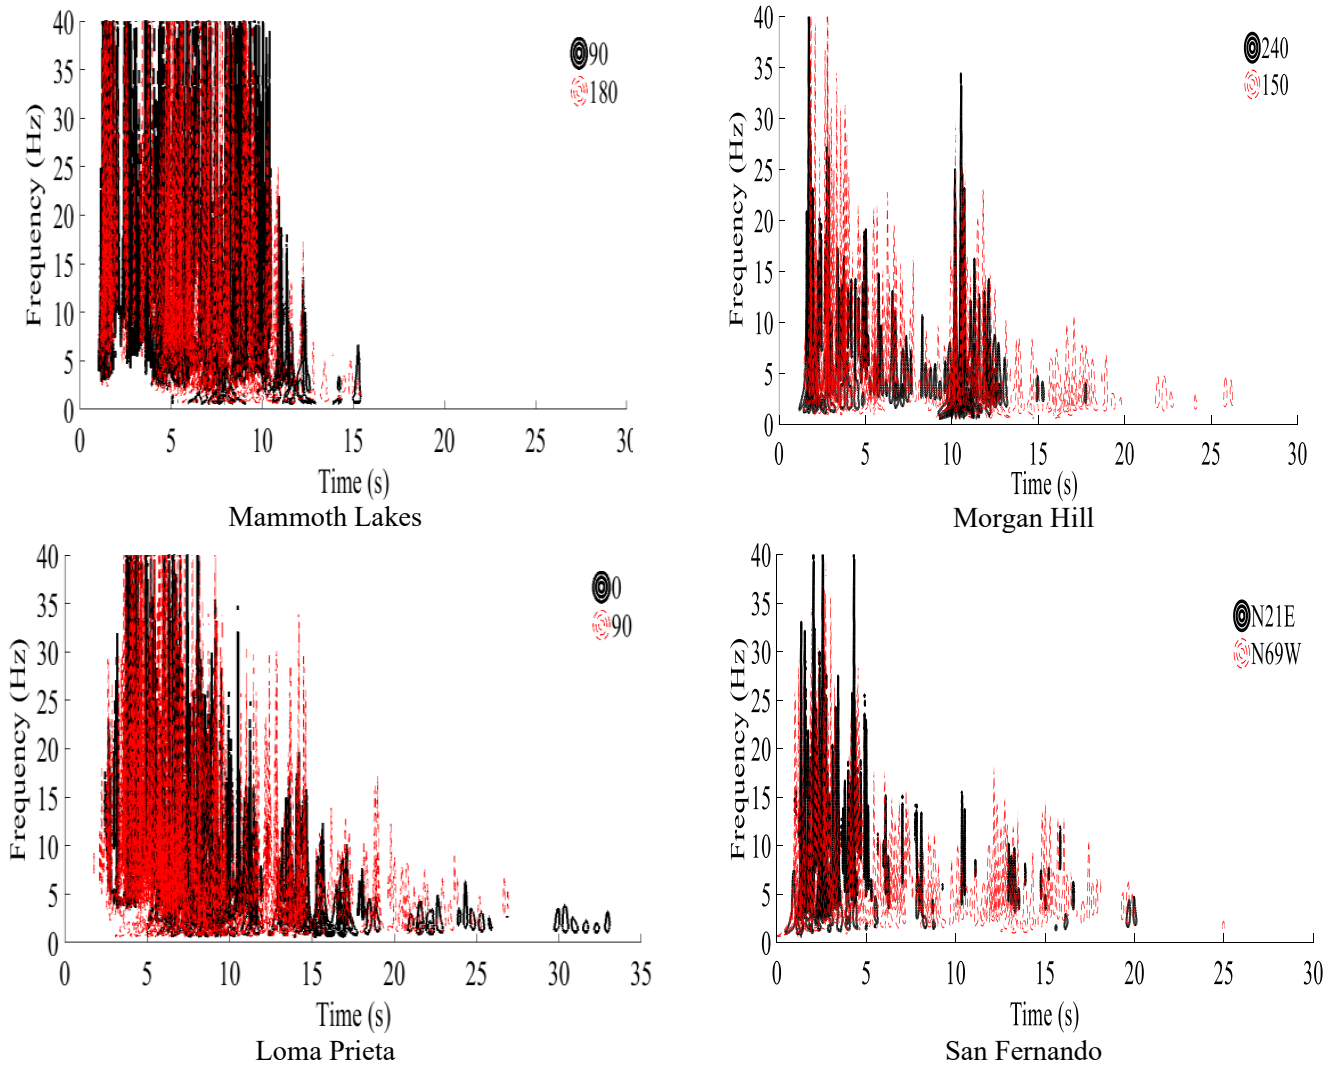 Frequency (Hz)
40
35
30
25
20
15
10
5
0
90
180
0 5 10 15 20 25 30
Time (s)
Mammoth Lakes
Frequency (Hz)
40
35
30
25
20
15
10
5
0
240
150
0 5 10 15 20 25 30
Time (s)
Morgan Hill
Frequency (Hz)
40
35
30
25
20
15
10
5
0
0
90
0 5 10 15 20 25 30 35
Time (s)
Loma Prieta
Frequency (Hz)
40
35
30
25
20
15
10
5
0
N21E
N69W
0 5 10 15 20 25 30
Time (s)
San Fernando